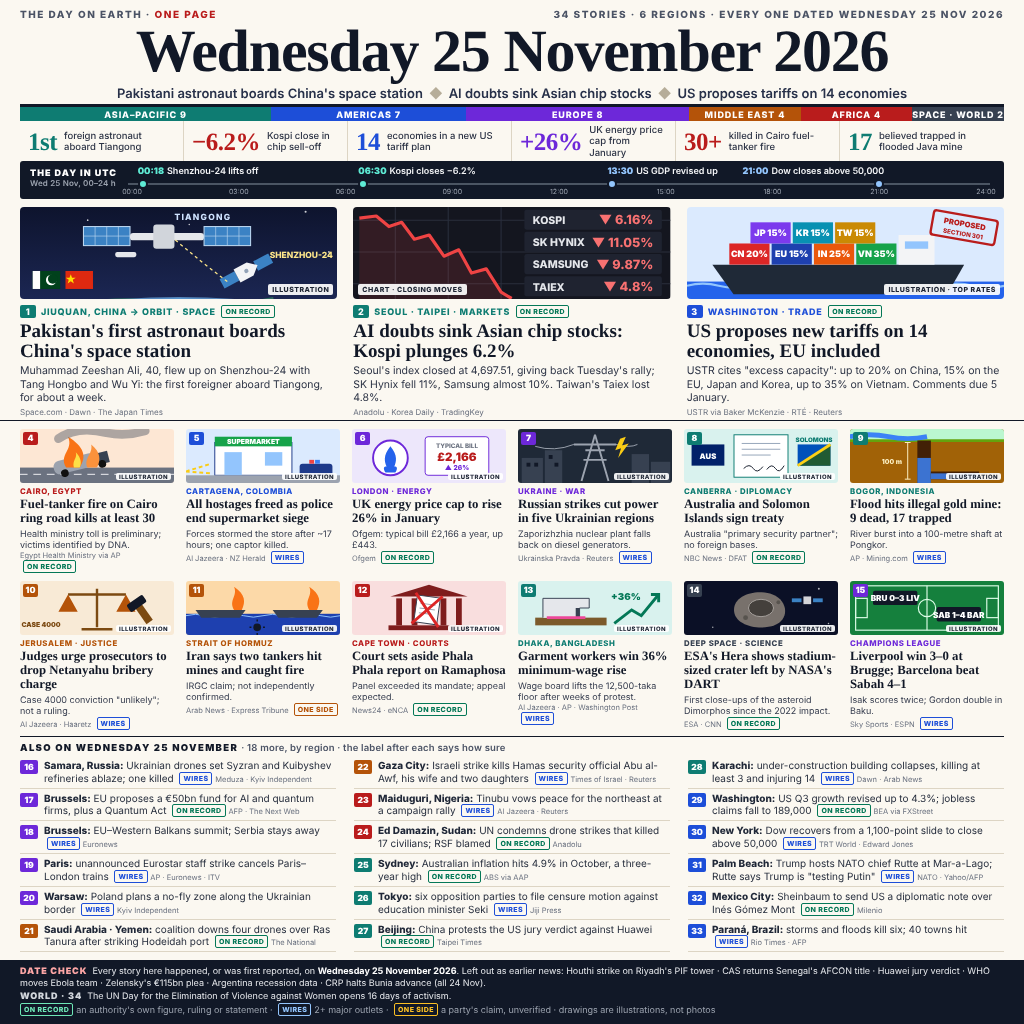 THE DAY ON EARTH · ONE PAGE
34 STORIES · 6 REGIONS · EVERY ONE DATED WEDNESDAY 25 NOV 2026
Wednesday 25 November 2026
Pakistani astronaut boards China's space station ◆ AI doubts sink Asian chip stocks ◆ US proposes tariffs on 14 economies
ASIA–PACIFIC 9
AMERICAS 7
EUROPE 8
MIDDLE EAST 4
AFRICA 4
SPACE · WORLD 2
1st foreign astronaut
aboard Tiangong
−6.2% Kospi close in
chip sell-off
14 economies in a new US
tariff plan
+26% UK energy price
cap from
January
30+ killed in Cairo fuel-
tanker fire
17 believed trapped in
flooded Java mine
THE DAY IN UTC
Wed 25 Nov, 00–24 h
00:18 Shenzhou-24 lifts off
06:30 Kospi closes −6.2%
13:30 US GDP revised up
21:00 Dow closes above 50,000
00:00 03:00 06:00 09:00 12:00 15:00 18:00 21:00 24:00
TIANGONG
SHENZHOU-24
ILLUSTRATION
1 JIUQUAN, CHINA → ORBIT · SPACE ON RECORD
Pakistan's first astronaut boards
China's space station
Muhammad Zeeshan Ali, 40, flew up on Shenzhou-24 with
Tang Hongbo and Wu Yi: the first foreigner aboard Tiangong,
for about a week.
Space.com · Dawn · The Japan Times
KOSPI ▼ 6.16%
SK HYNIX ▼ 11.05%
SAMSUNG ▼ 9.87%
TAIEX ▼ 4.8%
CHART · CLOSING MOVES
2 SEOUL · TAIPEI · MARKETS ON RECORD
AI doubts sink Asian chip stocks:
Kospi plunges 6.2%
Seoul's index closed at 4,697.51, giving back Tuesday's rally;
SK Hynix fell 11%, Samsung almost 10%. Taiwan's Taiex lost
4.8%.
Anadolu · Korea Daily · TradingKey
JP 15% KR 15% TW 15%
CN 20% EU 15% IN 25% VN 35%
PROPOSED
SECTION 301
ILLUSTRATION · TOP RATES
3 WASHINGTON · TRADE ON RECORD
US proposes new tariffs on 14
economies, EU included
USTR cites "excess capacity": up to 20% on China, 15% on the
EU, Japan and Korea, up to 35% on Vietnam. Comments due 5
January.
USTR via Baker McKenzie · RTÉ · Reuters
4
ILLUSTRATION
CAIRO, EGYPT
Fuel-tanker fire on Cairo
ring road kills at least 30
Health ministry toll is preliminary;
victims identified by DNA.
Egypt Health Ministry via AP
ON RECORD
5
SUPERMARKET
ILLUSTRATION
CARTAGENA, COLOMBIA
All hostages freed as police
end supermarket siege
Forces stormed the store after ~17
hours; one captor killed.
Al Jazeera · NZ Herald WIRES
6
TYPICAL BILL
£2,166
▲ 26%
ILLUSTRATION
LONDON · ENERGY
UK energy price cap to rise
26% in January
Ofgem: typical bill £2,166 a year, up
£443.
Ofgem ON RECORD
7
ILLUSTRATION
UKRAINE · WAR
Russian strikes cut power
in five Ukrainian regions
Zaporizhzhia nuclear plant falls
back on diesel generators.
Ukrainska Pravda · Reuters WIRES
8
AUS
SOLOMONS
ILLUSTRATION
CANBERRA · DIPLOMACY
Australia and Solomon
Islands sign treaty
Australia "primary security partner";
no foreign bases.
NBC News · DFAT ON RECORD
9
100 m
ILLUSTRATION
BOGOR, INDONESIA
Flood hits illegal gold mine:
9 dead, 17 trapped
River burst into a 100-metre shaft at
Pongkor.
AP · Mining.com WIRES
10
CASE 4000
ILLUSTRATION
JERUSALEM · JUSTICE
Judges urge prosecutors to
drop Netanyahu bribery
charge
Case 4000 conviction "unlikely";
not a ruling.
Al Jazeera · Haaretz WIRES
11
ILLUSTRATION
STRAIT OF HORMUZ
Iran says two tankers hit
mines and caught fire
IRGC claim; not independently
confirmed.
Arab News · Express Tribune ONE SIDE
12
ILLUSTRATION
CAPE TOWN · COURTS
Court sets aside Phala
Phala report on Ramaphosa
Panel exceeded its mandate; appeal
expected.
News24 · eNCA ON RECORD
13
+36%
ILLUSTRATION
DHAKA, BANGLADESH
Garment workers win 36%
minimum-wage rise
Wage board lifts the 12,500-taka
floor after weeks of protest.
Al Jazeera · AP · Washington Post
WIRES
14
ILLUSTRATION
DEEP SPACE · SCIENCE
ESA's Hera shows stadium-
sized crater left by NASA's
DART
First close-ups of the asteroid
Dimorphos since the 2022 impact.
ESA · CNN ON RECORD
15
BRU 0–3 LIV
SAB 1–4 BAR
ILLUSTRATION
CHAMPIONS LEAGUE
Liverpool win 3–0 at
Brugge; Barcelona beat
Sabah 4–1
Isak scores twice; Gordon double in
Baku.
Sky Sports · ESPN WIRES
ALSO ON WEDNESDAY 25 NOVEMBER · 18 more, by region · the label after each says how sure
16 Samara, Russia: Ukrainian drones set Syzran and Kuibyshev
refineries ablaze; one killed WIRES Meduza · Kyiv Independent
17 Brussels: EU proposes a €50bn fund for AI and quantum
firms, plus a Quantum Act ON RECORD AFP · The Next Web
18 Brussels: EU–Western Balkans summit; Serbia stays away
WIRES Euronews
19 Paris: unannounced Eurostar staff strike cancels Paris–
London trains WIRES AP · Euronews · ITV
20 Warsaw: Poland plans a no-fly zone along the Ukrainian
border WIRES Kyiv Independent
21 Saudi Arabia · Yemen: coalition downs four drones over Ras
Tanura after striking Hodeidah port ON RECORD The National
22 Gaza City: Israeli strike kills Hamas security official Abu al-
Awf, his wife and two daughters WIRES Times of Israel · Reuters
23 Maiduguri, Nigeria: Tinubu vows peace for the northeast at
a campaign rally WIRES Al Jazeera · Reuters
24 Ed Damazin, Sudan: UN condemns drone strikes that killed
17 civilians; RSF blamed ON RECORD Anadolu
25 Sydney: Australian inflation hits 4.9% in October, a three-
year high ON RECORD ABS via AAP
26 Tokyo: six opposition parties to file censure motion against
education minister Seki WIRES Jiji Press
27 Beijing: China protests the US jury verdict against Huawei
ON RECORD Taipei Times
28 Karachi: under-construction building collapses, killing at
least 3 and injuring 14 WIRES Dawn · Arab News
29 Washington: US Q3 growth revised up to 4.3%; jobless
claims fall to 189,000 ON RECORD BEA via FXStreet
30 New York: Dow recovers from a 1,100-point slide to close
above 50,000 WIRES TRT World · Edward Jones
31 Palm Beach: Trump hosts NATO chief Rutte at Mar-a-Lago;
Rutte says Trump is "testing Putin" WIRES NATO · Yahoo/AFP
32 Mexico City: Sheinbaum to send US a diplomatic note over
Inés Gómez Mont ON RECORD Milenio
33 Paraná, Brazil: storms and floods kill six; 40 towns hit
WIRES Rio Times · AFP
DATE CHECK Every story here happened, or was first reported, on Wednesday 25 November 2026. Left out as earlier news: Houthi strike on Riyadh's PIF tower · CAS returns Senegal's AFCON title · Huawei jury verdict · WHO
moves Ebola team · Zelensky's €115bn plea · Argentina recession data · CRP halts Bunia advance (all 24 Nov).
WORLD · 34 The UN Day for the Elimination of Violence against Women opens 16 days of activism.
ON RECORD an authority's own figure, ruling or statement · WIRES 2+ major outlets · ONE SIDE a party's claim, unverified · drawings are illustrations, not photos